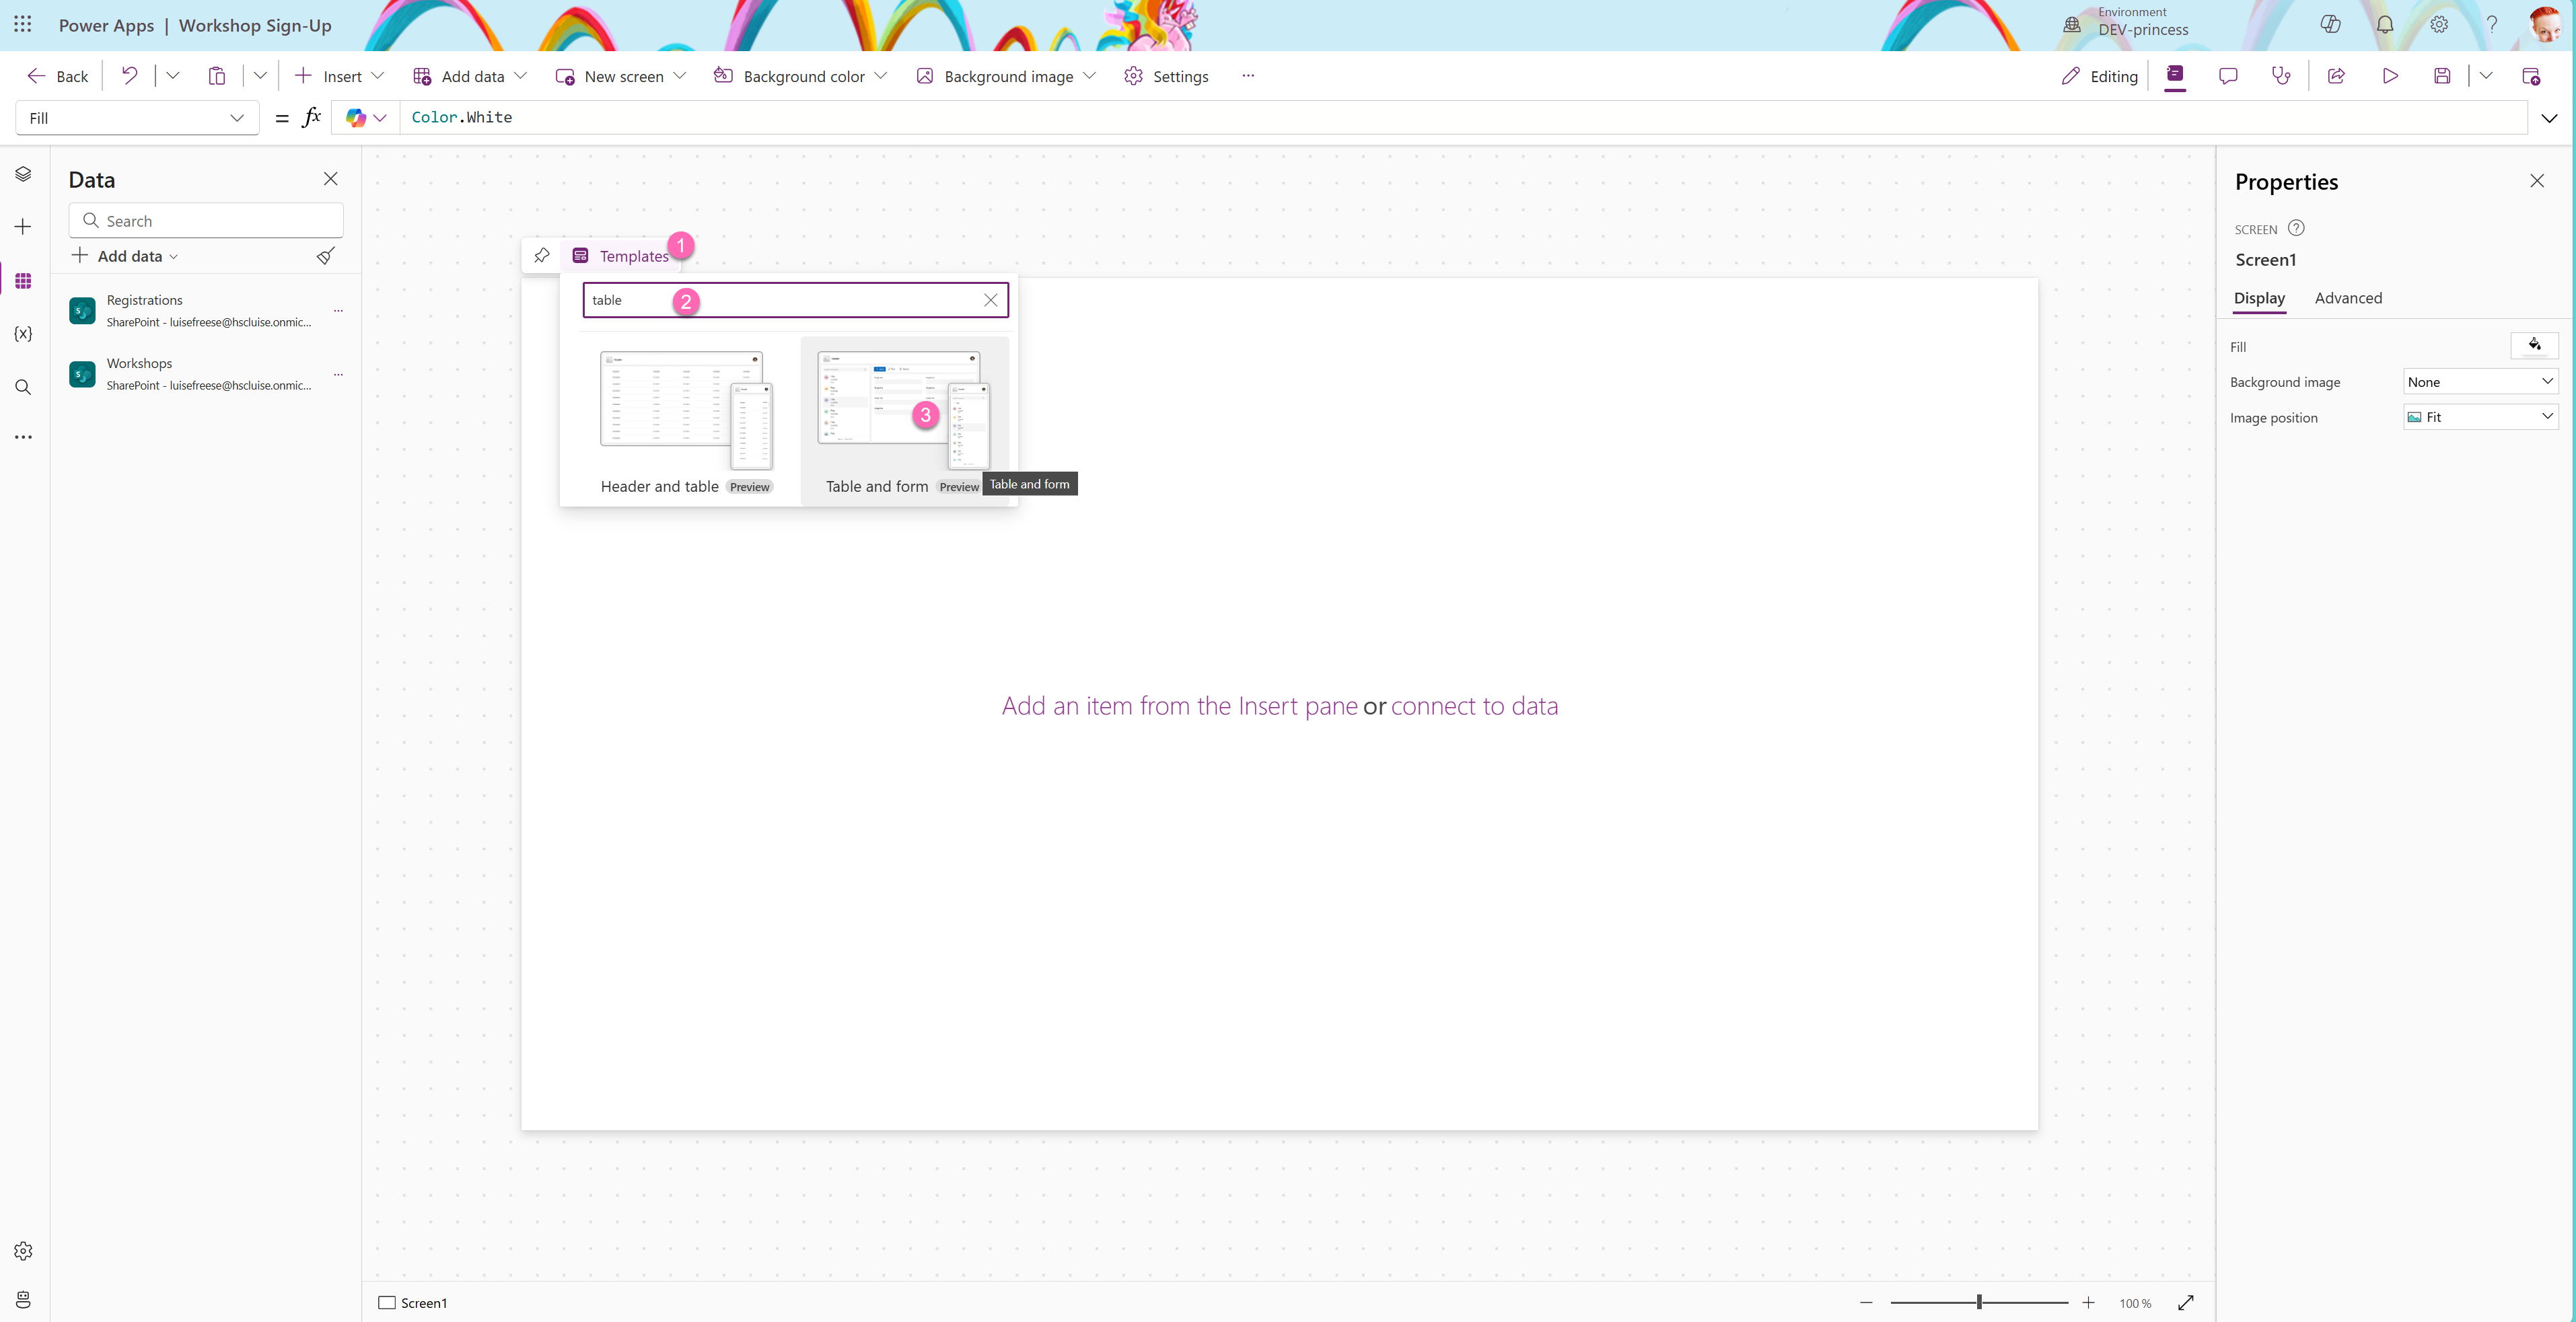 Power Apps | Workshop Sign-Up
Environment
DEV-princess
Back
Insert
Add data
New screen
Background color
Background image
Settings
Editing
Fill
= fx
Color.White
Data
Search
Add data
Registrations
SharePoint - luisefreese@hscluise.onmic...
Workshops
SharePoint - luisefreese@hscluise.onmic...
Templates
1
table
2
3
Header and table Preview
Table and form Preview
Table and form
Add an item from the Insert pane or connect to data
Properties
SCREEN
Screen1
Display
Advanced
Fill
Background image
None
Image position
Fit
Screen1
100 %